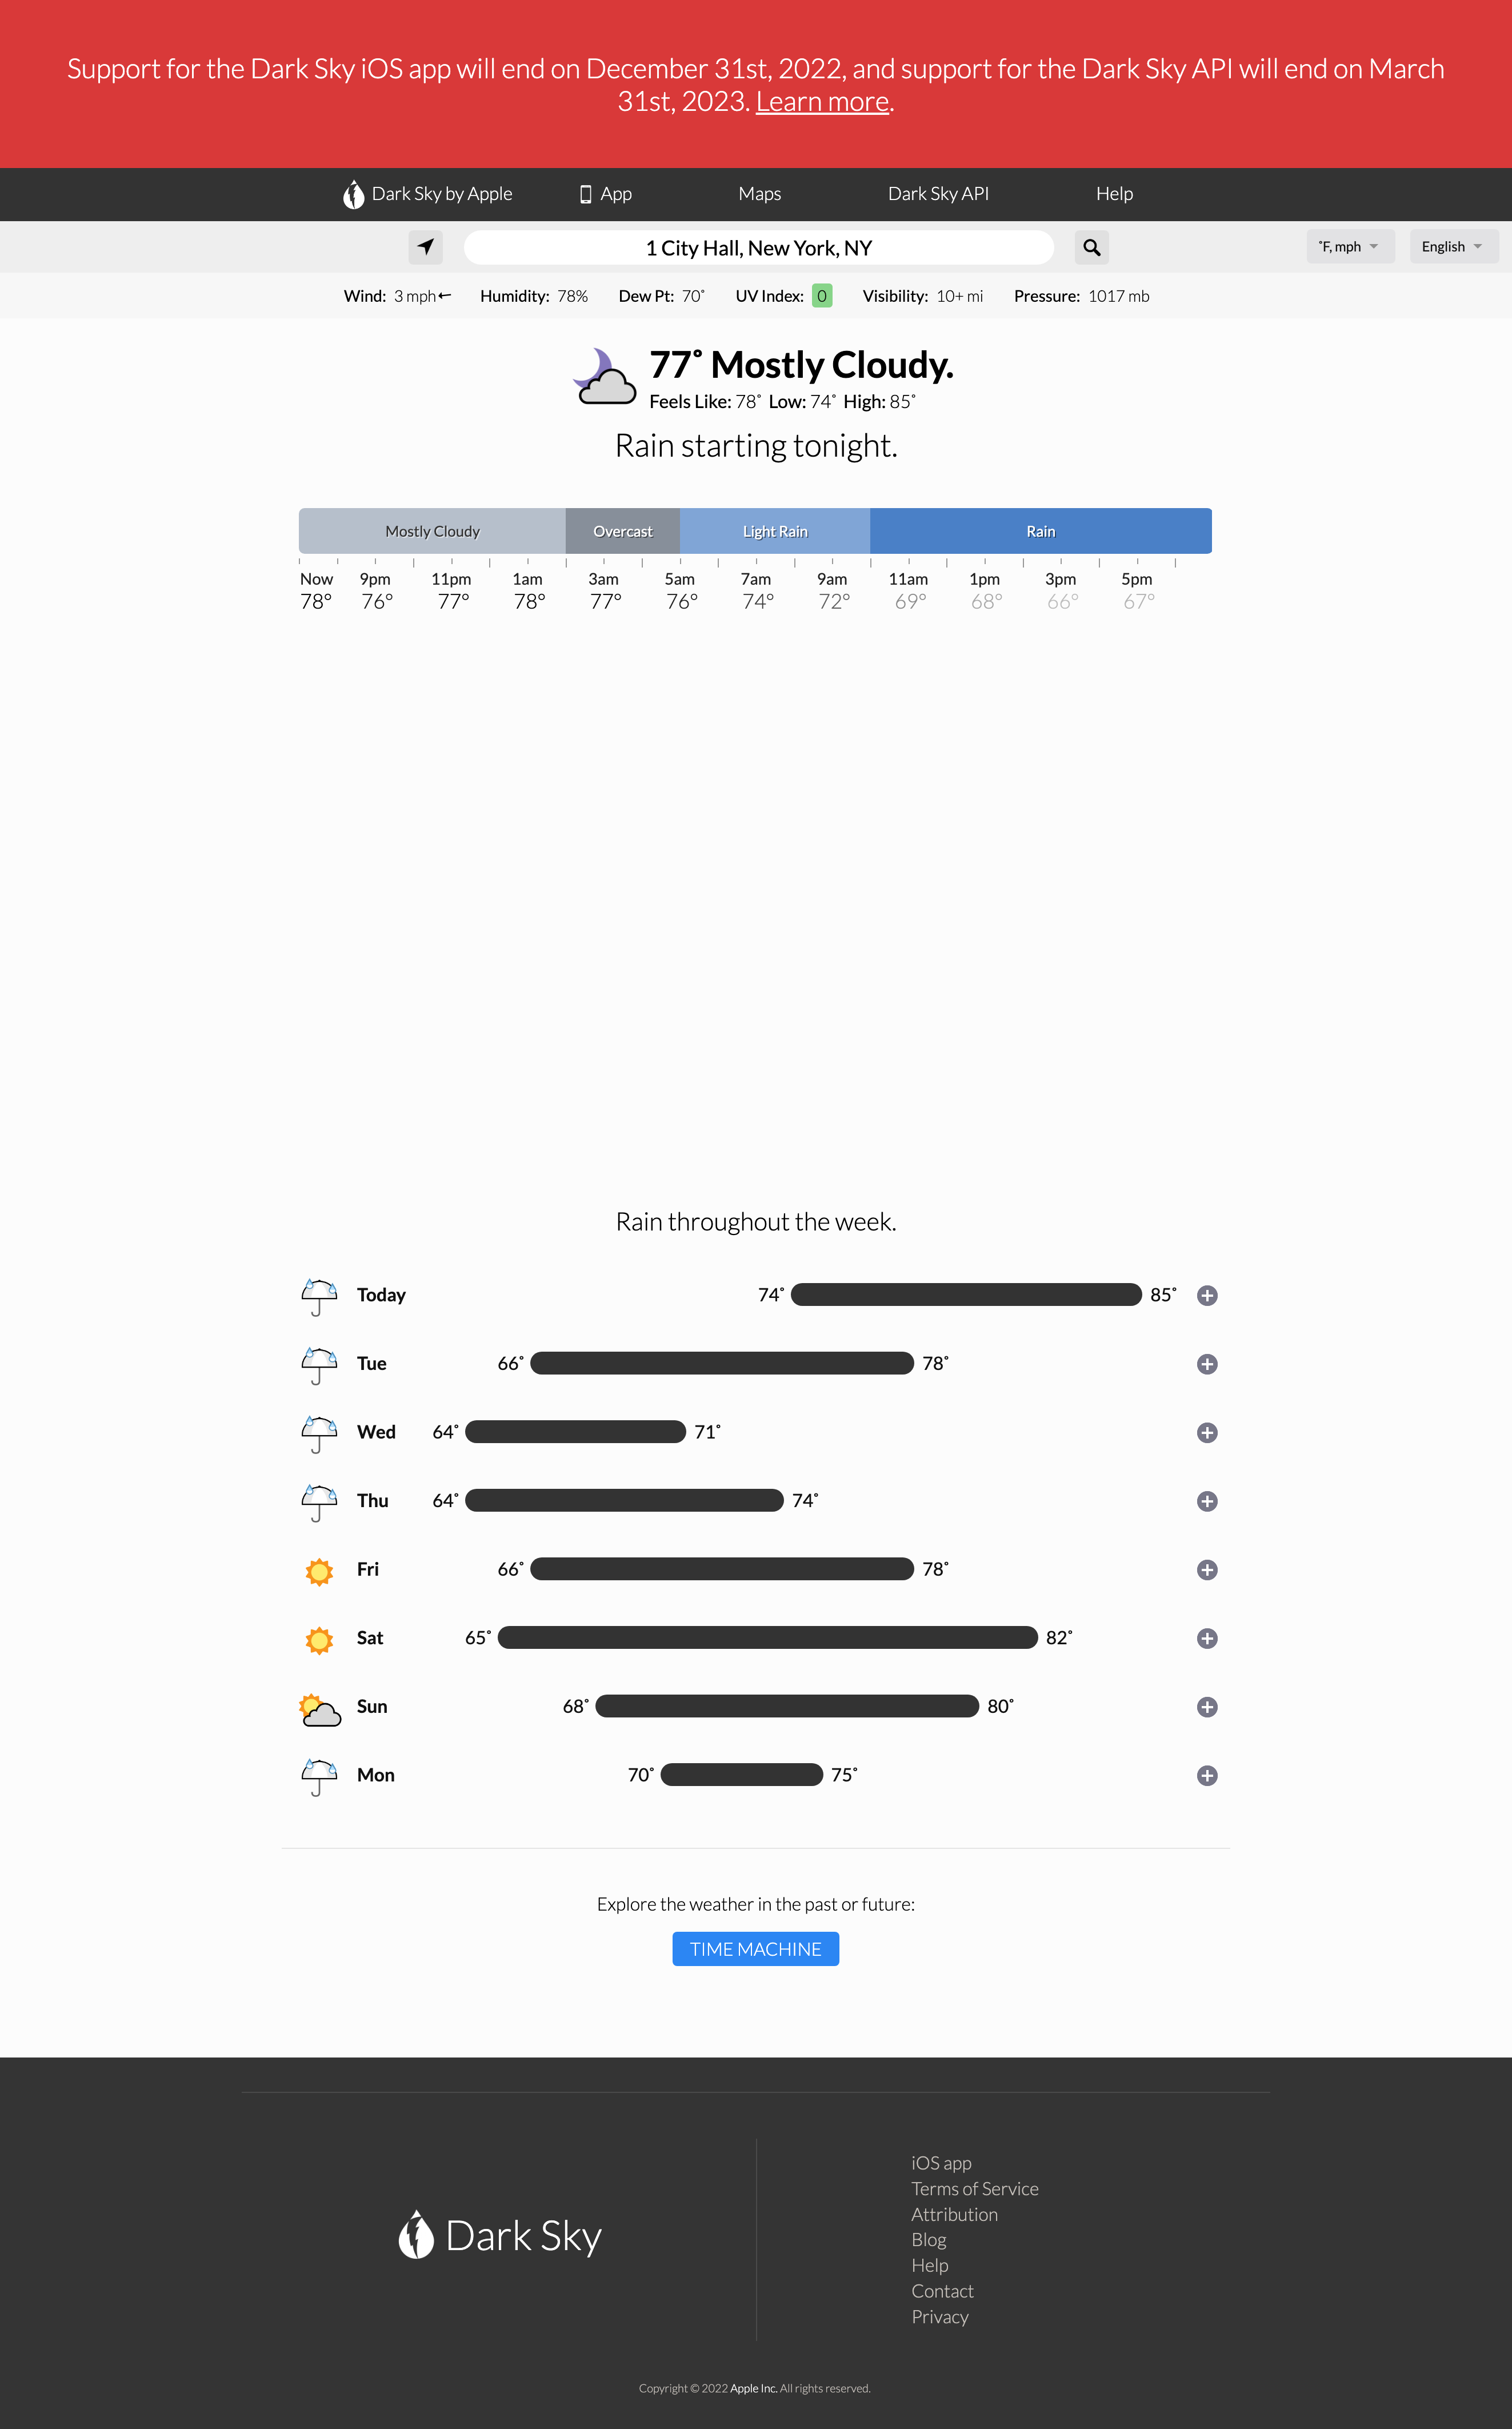 Support for the Dark Sky iOS app will end on December 31st, 2022, and support for the Dark Sky API will end on March
31st, 2023. Learn more.
Dark Sky by Apple App Maps Dark Sky API Help
1 City Hall, New York, NY ˚F, mph English
Wind: 3 mph Humidity: 78% Dew Pt: 70˚ UV Index: 0 Visibility: 10+ mi Pressure: 1017 mb
77˚ Mostly Cloudy.
Feels Like: 78˚ Low: 74˚ High: 85˚
Rain starting tonight.
Mostly Cloudy Overcast Light Rain Rain
Now 9pm 11pm 1am 3am 5am 7am 9am 11am 1pm 3pm 5pm
78° 76° 77° 78° 77° 76° 74° 72° 69° 68° 66° 67°
Rain throughout the week.
Today 74˚ 85˚
Tue 66˚ 78˚
Wed 64˚ 71˚
Thu 64˚ 74˚
Fri 66˚ 78˚
Sat 65˚ 82˚
Sun 68˚ 80˚
Mon 70˚ 75˚
Explore the weather in the past or future:
TIME MACHINE
Dark Sky
iOS app
Terms of Service
Attribution
Blog
Help
Contact
Privacy
Copyright © 2022 Apple Inc. All rights reserved.